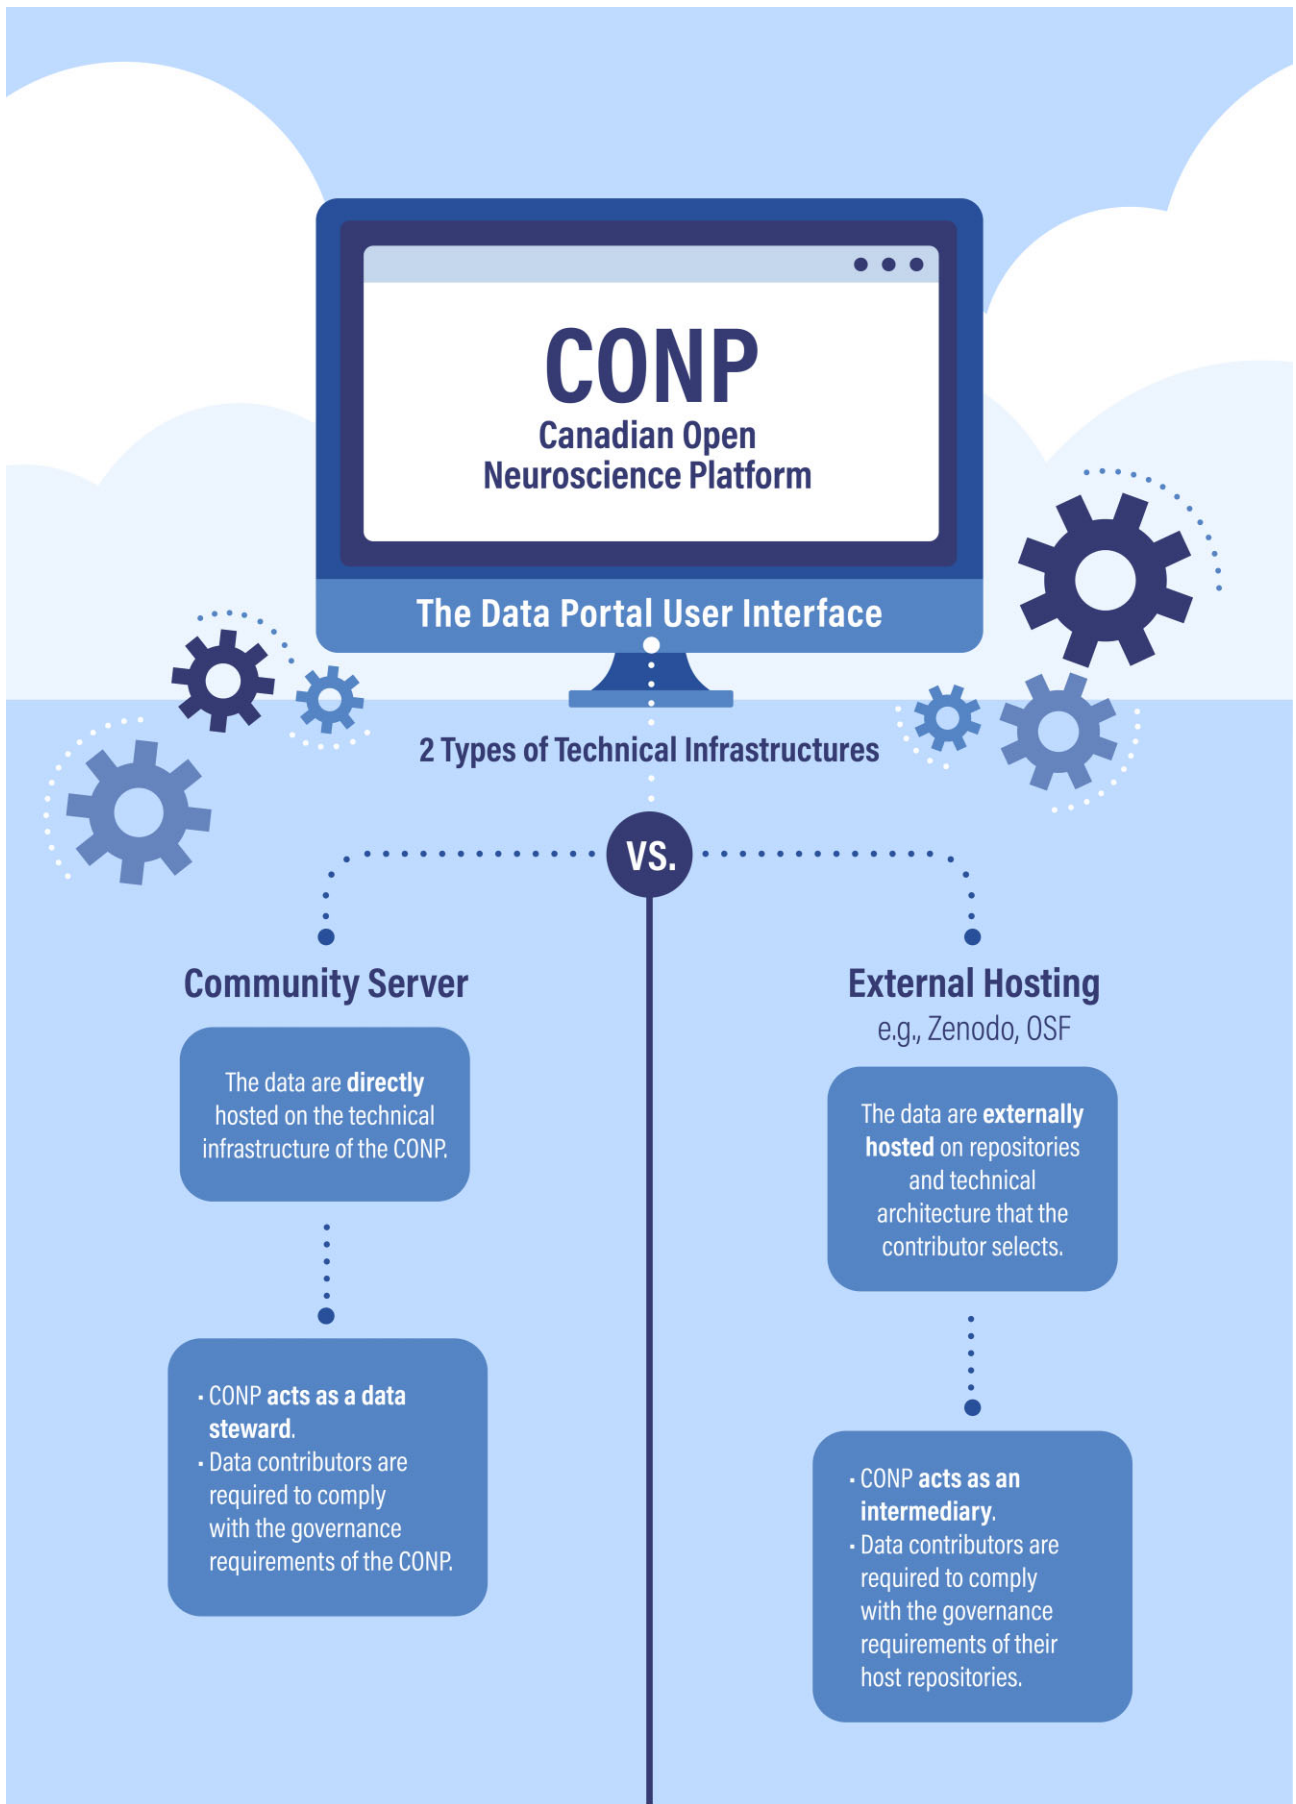 CONP
Canadian Open
Neuroscience Platform
The Data Portal User Interface
2 Types of Technical Infrastructures
VS.
Community Server
The data are directly
hosted on the technical
infrastructure of the CONP.
• CONP acts as a data
steward.
• Data contributors are
required to comply
with the governance
requirements of the CONP.
External Hosting
e.g., Zenodo, OSF
The data are externally
hosted on repositories
and technical
architecture that the
contributor selects.
• CONP acts as an
intermediary.
• Data contributors are
required to comply
with the governance
requirements of their
host repositories.